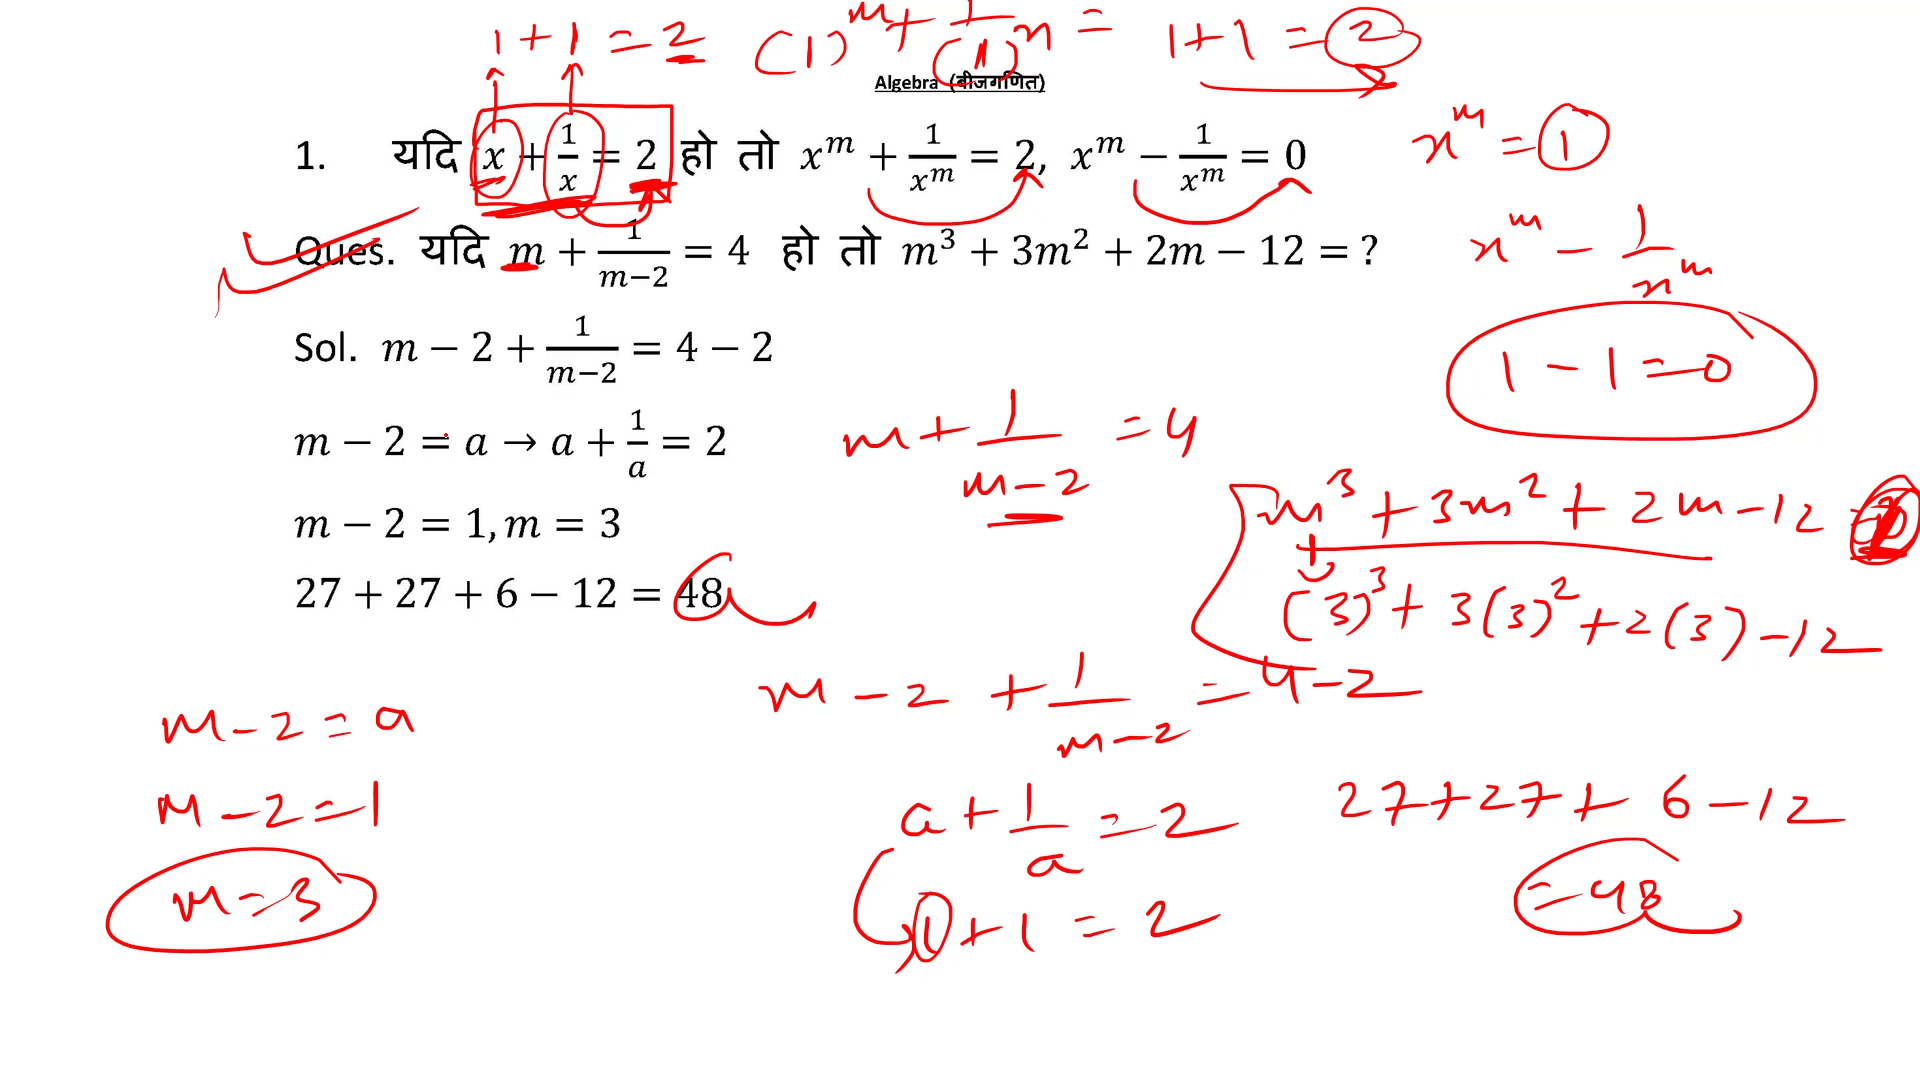 1 + 1 = 2   (1)^m + 1/(1)^m =   1+1 = 2
Algebra (बीजगणित)
1. यदि x + 1/x = 2 हो तो x^m + 1/x^m = 2, x^m − 1/x^m = 0
x^m = 1
Ques. यदि m + 1/(m−2) = 4 हो तो m³ + 3m² + 2m − 12 = ?
x^m − 1/x^m
Sol. m − 2 + 1/(m−2) = 4 − 2
1 − 1 = 0
m − 2 = a → a + 1/a = 2
m + 1/(m−2) = 4
m − 2 = 1, m = 3
m³ + 3m² + 2m − 12
27 + 27 + 6 − 12 = 48
(3)³ + 3(3)² + 2(3) − 12
m − 2 + 1/(m−2) = 4 − 2
m − 2 = a
m − 2 = 1
a + 1/a = 2
27 + 27 + 6 − 12
m = 3
1 + 1 = 2
= 48